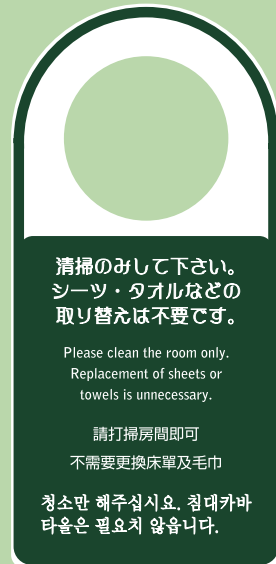 清掃のみして下さい。
シーツ・タオルなどの
取り替えは不要です。
Please clean the room only.
Replacement of sheets or
towels is unnecessary.
請打掃房間即可
不需要更換床單及毛巾
청소만 해주십시요. 침대카바
타올은 필요치 않읍니다.